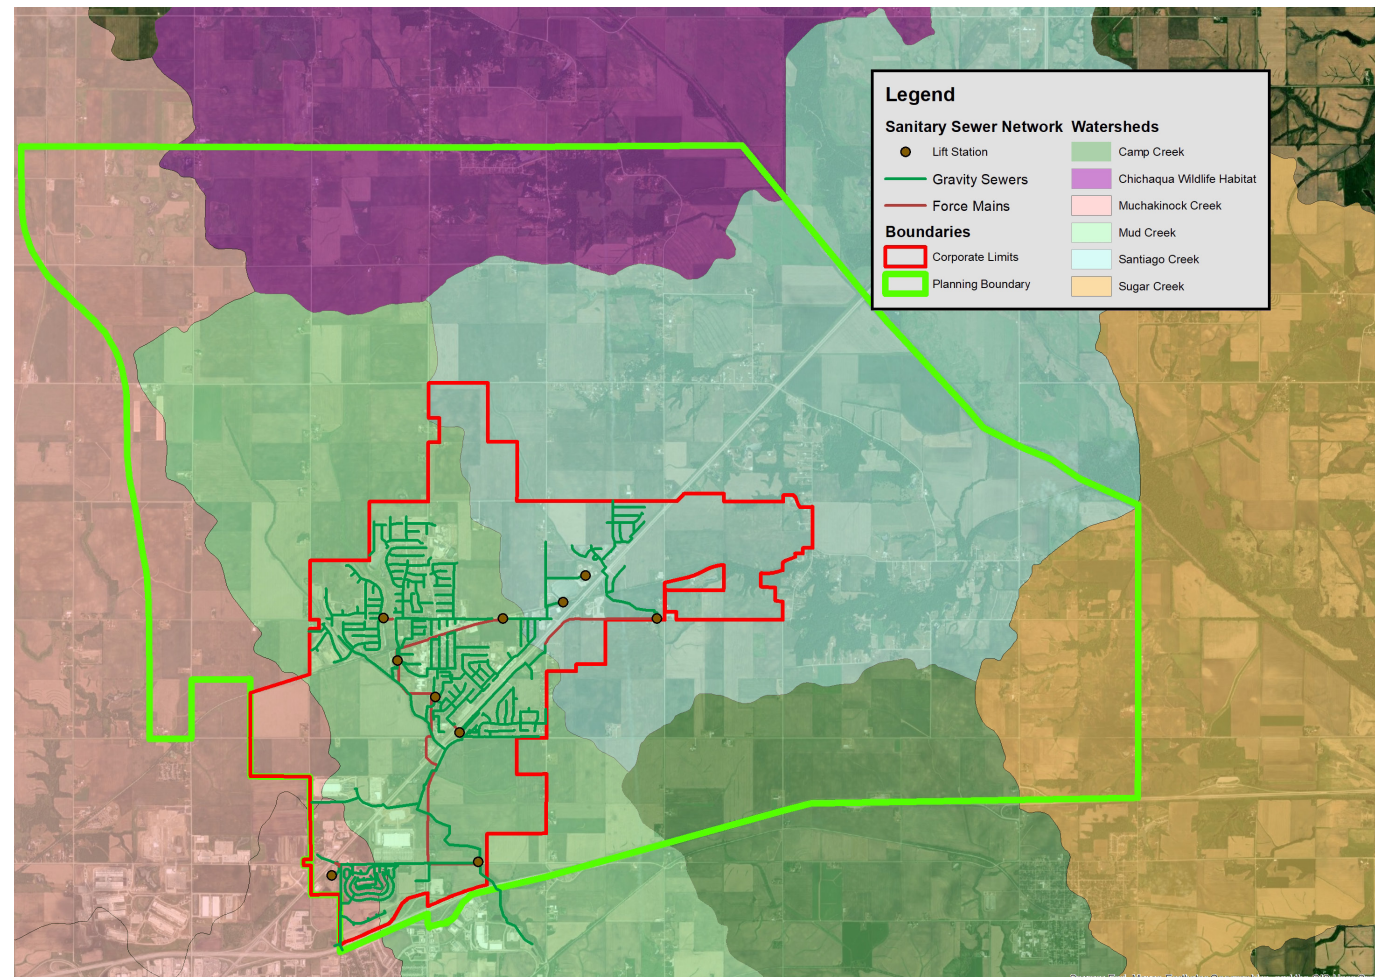 Legend
Sanitary Sewer Network
Lift Station
Gravity Sewers
Force Mains
Boundaries
Corporate Limits
Planning Boundary
Watersheds
Camp Creek
Chichaqua Wildlife Habitat
Muchakinock Creek
Mud Creek
Santiago Creek
Sugar Creek